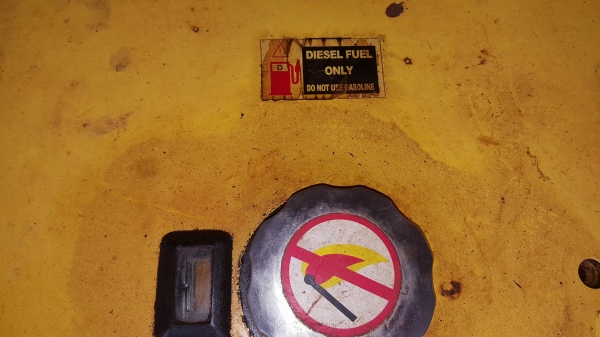 D
DIESEL FUEL
ONLY
DO NOT USE GASOLINE